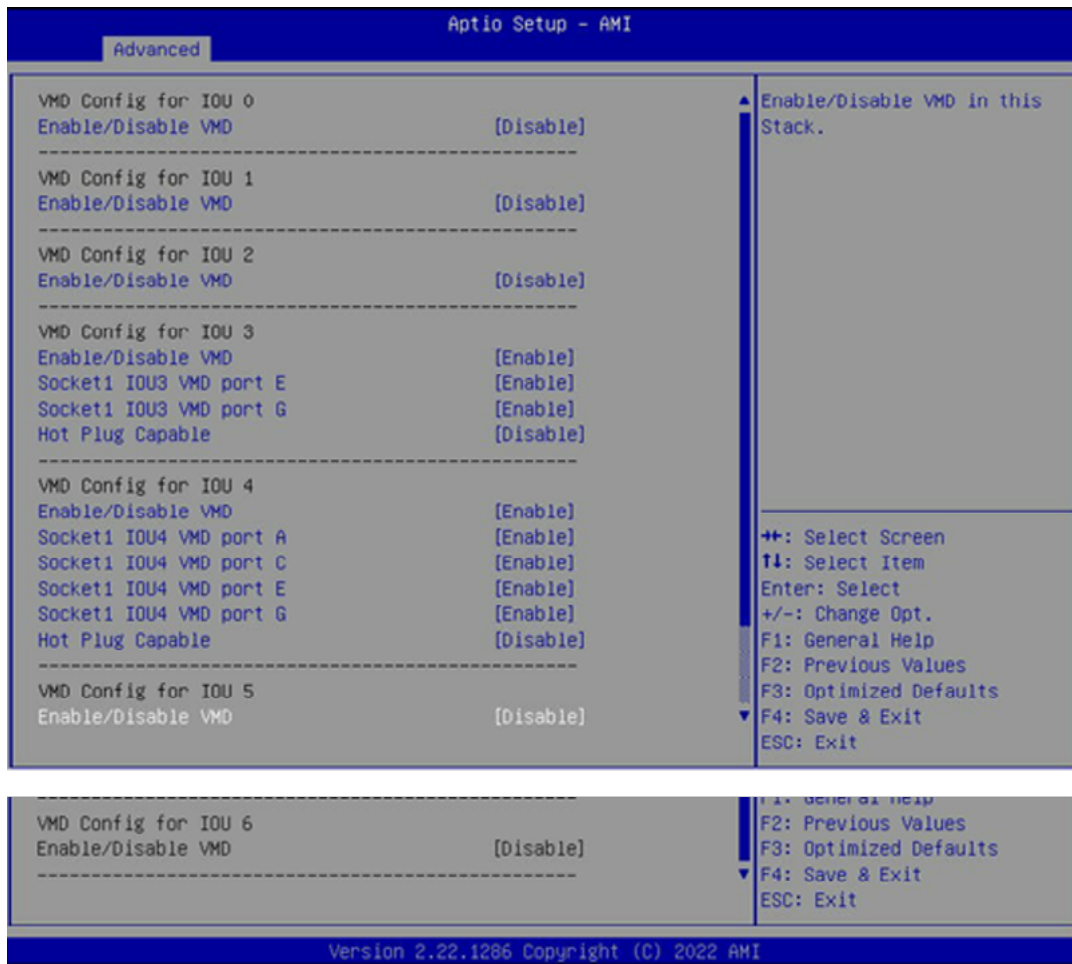 Aptio Setup - AMI
Advanced
VMD Config for IOU 0
Enable/Disable VMD [Disable]
------------------------------------------------------
VMD Config for IOU 1
Enable/Disable VMD [Disable]
------------------------------------------------------
VMD Config for IOU 2
Enable/Disable VMD [Disable]
------------------------------------------------------
VMD Config for IOU 3
Enable/Disable VMD [Enable]
Socket1 IOU3 VMD port E [Enable]
Socket1 IOU3 VMD port G [Enable]
Hot Plug Capable [Disable]
------------------------------------------------------
VMD Config for IOU 4
Enable/Disable VMD [Enable]
Socket1 IOU4 VMD port A [Enable]
Socket1 IOU4 VMD port C [Enable]
Socket1 IOU4 VMD port E [Enable]
Socket1 IOU4 VMD port G [Enable]
Hot Plug Capable [Disable]
------------------------------------------------------
VMD Config for IOU 5
Enable/Disable VMD [Disable]
Enable/Disable VMD in this
Stack.
→←: Select Screen
↑↓: Select Item
Enter: Select
+/-: Change Opt.
F1: General Help
F2: Previous Values
F3: Optimized Defaults
F4: Save & Exit
ESC: Exit
------------------------------------------------------
VMD Config for IOU 6
Enable/Disable VMD [Disable]
------------------------------------------------------
F1: General Help
F2: Previous Values
F3: Optimized Defaults
F4: Save & Exit
ESC: Exit
Version 2.22.1286 Copyright (C) 2022 AMI